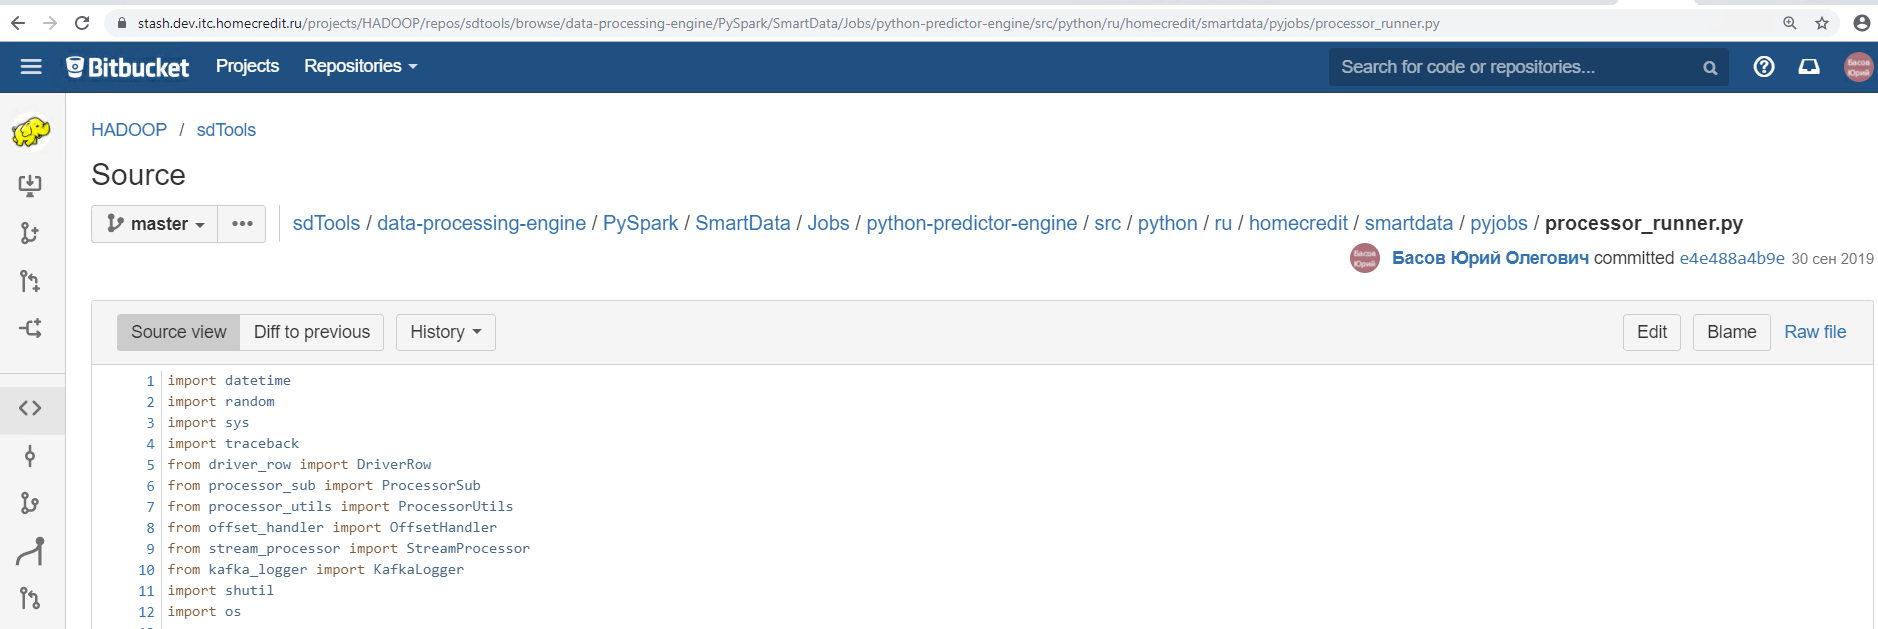 stash.dev.itc.homecredit.ru/projects/HADOOP/repos/sdtools/browse/data-processing-engine/PySpark/SmartData/Jobs/python-predictor-engine/src/python/ru/homecredit/smartdata/pyjobs/processor_runner.py
Bitbucket Projects Repositories Search for code or repositories... Басов Юрий
HADOOP / sdTools
Source
master ••• sdTools / data-processing-engine / PySpark / SmartData / Jobs / python-predictor-engine / src / python / ru / homecredit / smartdata / pyjobs / processor_runner.py
Басов Юрий Басов Юрий Олегович committed e4e488a4b9e 30 сен 2019
Source view Diff to previous History Edit Blame Raw file
1 import datetime
2 import random
3 import sys
4 import traceback
5 from driver_row import DriverRow
6 from processor_sub import ProcessorSub
7 from processor_utils import ProcessorUtils
8 from offset_handler import OffsetHandler
9 from stream_processor import StreamProcessor
10 from kafka_logger import KafkaLogger
11 import shutil
12 import os